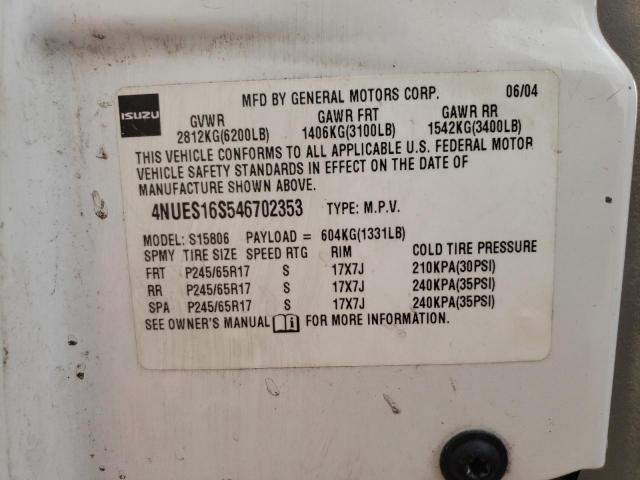 ISUZU
MFD BY GENERAL MOTORS CORP. 06/04
GVWR GAWR FRT GAWR RR
2812KG(6200LB) 1406KG(3100LB) 1542KG(3400LB)
THIS VEHICLE CONFORMS TO ALL APPLICABLE U.S. FEDERAL MOTOR
VEHICLE SAFETY STANDARDS IN EFFECT ON THE DATE OF
MANUFACTURE SHOWN ABOVE.
4NUES16S546702353 TYPE: M.P.V.
MODEL: S15806 PAYLOAD = 604KG(1331LB)
SPMY TIRE SIZE SPEED RTG RIM COLD TIRE PRESSURE
FRT P245/65R17 S 17X7J 210KPA(30PSI)
RR P245/65R17 S 17X7J 240KPA(35PSI)
SPA P245/65R17 S 17X7J 240KPA(35PSI)
SEE OWNER'S MANUAL FOR MORE INFORMATION.